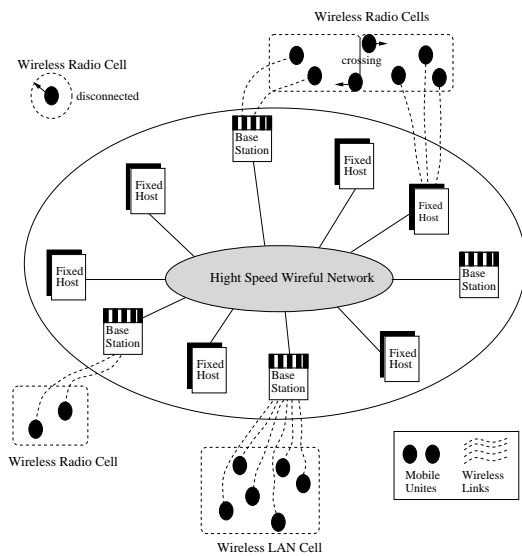 Wireless Radio Cells
Wireless Radio Cell
disconnected
crossing
Base
Station
Fixed
Host
Fixed
Host
Fixed
Host
Fixed
Host
Hight Speed Wireful Network
Base
Station
Base
Station
Fixed
Host
Base
Station
Fixed
Host
Wireless Radio Cell
Mobile
Unites
Wireless
Links
Wireless LAN Cell